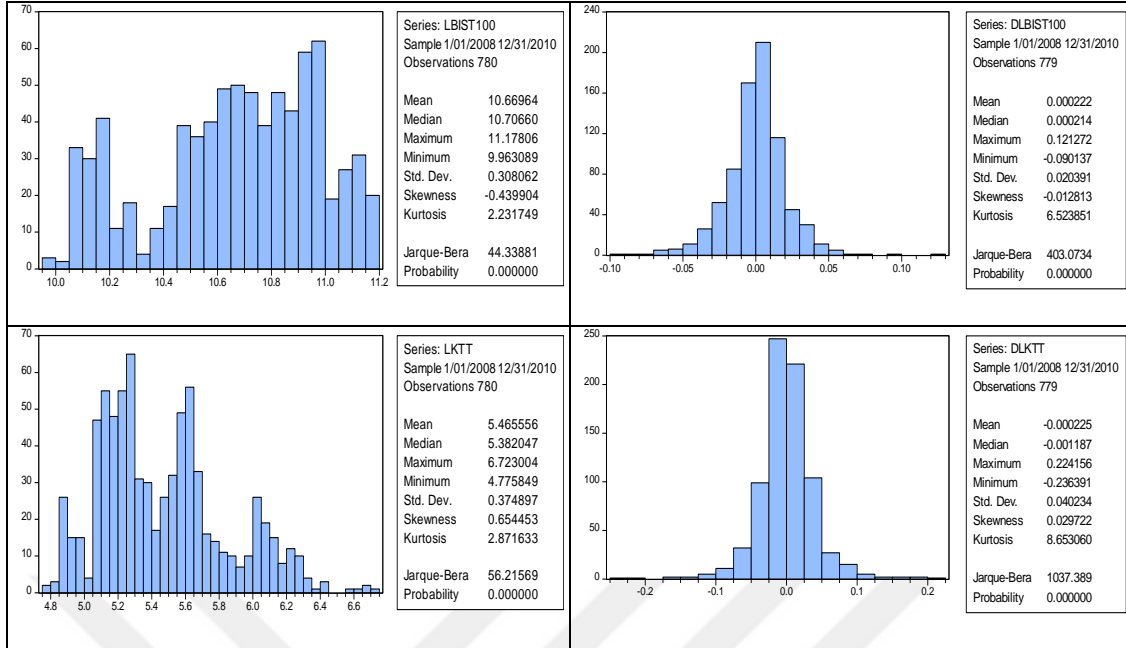 70
60
50
40
30
20
10
0
10.0 10.2 10.4 10.6 10.8 11.0 11.2
Series: LBIST100
Sample 1/01/2008 12/31/2010
Observations 780
Mean 10.66964
Median 10.70660
Maximum 11.17806
Minimum 9.963089
Std. Dev. 0.308062
Skewness -0.439904
Kurtosis 2.231749
Jarque-Bera 44.33881
Probability 0.000000
240
200
160
120
80
40
0
-0.10 -0.05 0.00 0.05 0.10
Series: DLBIST100
Sample 1/01/2008 12/31/2010
Observations 779
Mean 0.000222
Median 0.000214
Maximum 0.121272
Minimum -0.090137
Std. Dev. 0.020391
Skewness -0.012813
Kurtosis 6.523851
Jarque-Bera 403.0734
Probability 0.000000
70
60
50
40
30
20
10
0
4.8 5.0 5.2 5.4 5.6 5.8 6.0 6.2 6.4 6.6
Series: LKTT
Sample 1/01/2008 12/31/2010
Observations 780
Mean 5.465556
Median 5.382047
Maximum 6.723004
Minimum 4.775849
Std. Dev. 0.374897
Skewness 0.654453
Kurtosis 2.871633
Jarque-Bera 56.21569
Probability 0.000000
250
200
150
100
50
0
-0.2 -0.1 0.0 0.1 0.2
Series: DLKTT
Sample 1/01/2008 12/31/2010
Observations 779
Mean -0.000225
Median -0.001187
Maximum 0.224156
Minimum -0.236391
Std. Dev. 0.040234
Skewness 0.029722
Kurtosis 8.653060
Jarque-Bera 1037.389
Probability 0.000000